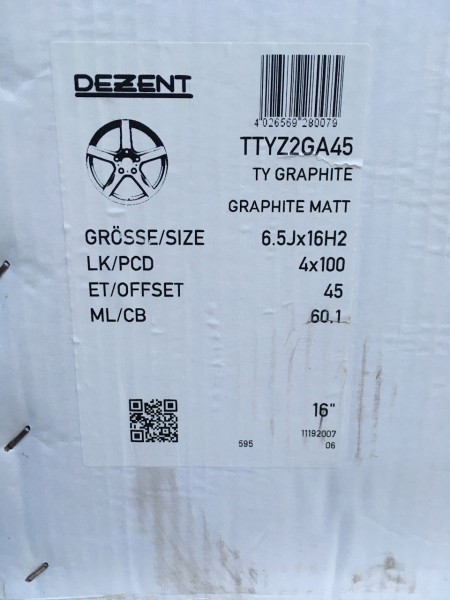 DEZENT
4 026569 280079
TTYZ2GA45
TY GRAPHITE
GRAPHITE MATT
GRÖSSE/SIZE 6.5Jx16H2
LK/PCD 4x100
ET/OFFSET 45
ML/CB 60.1
16"
11192007
595 06